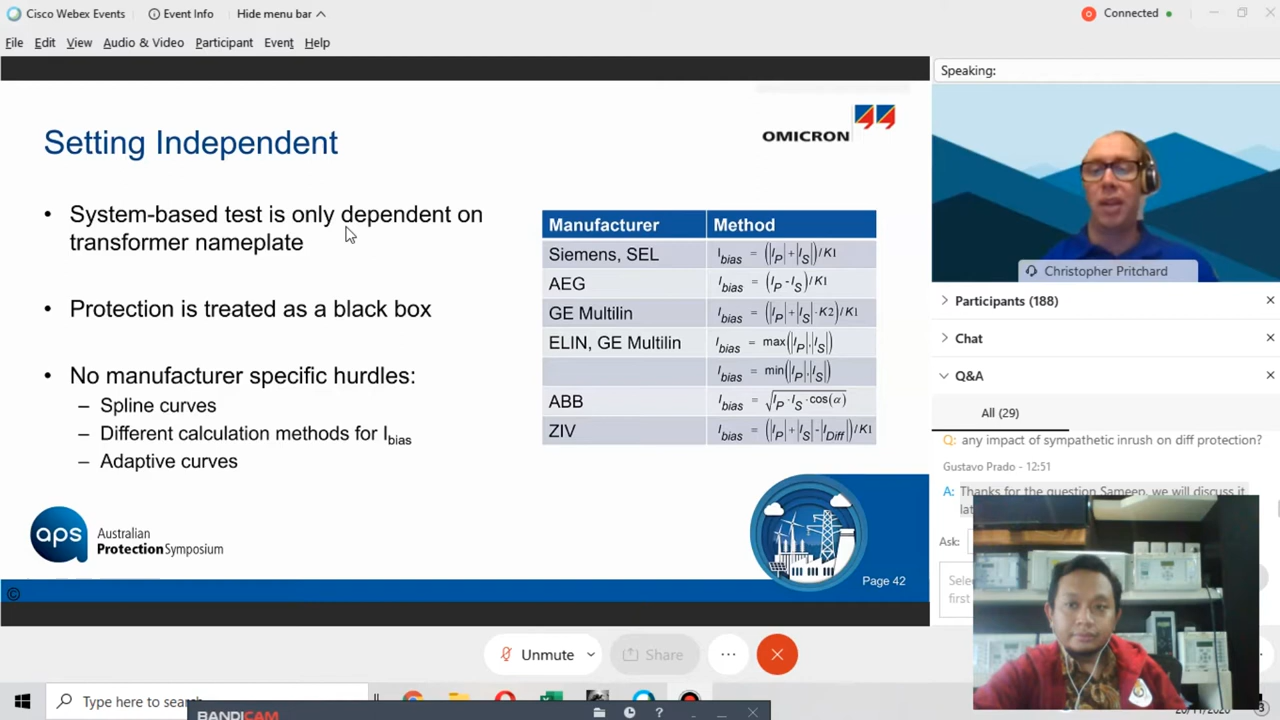 Cisco Webex Events
Event Info
Hide menu bar
Connected
File Edit View Audio & Video Participant Event Help
Speaking:
Setting Independent
OMICRON
• System-based test is only dependent on
transformer nameplate
• Protection is treated as a black box
• No manufacturer specific hurdles:
– Spline curves
– Different calculation methods for Ibias
– Adaptive curves
Manufacturer Method
Siemens, SEL Ibias = (|IP|+|IS|)/K1
AEG Ibias = (IP-IS)/K1
GE Multilin Ibias = (|IP|+|IS|·K2)/K1
ELIN, GE Multilin Ibias = max(|IP|,|IS|)
Ibias = min(|IP|,|IS|)
ABB Ibias = √IP·IS·cos(α)
ZIV Ibias = (|IP|+|IS|-|IDiff|)/K1
aps
Australian
Protection Symposium
Page 42
©
Christopher Pritchard
Participants (188)
Chat
Q&A
All (29)
Q: any impact of sympathetic inrush on diff protection?
Gustavo Prado - 12:51
A: Thanks for the question Sameep, we will discuss it
Ask:
first
Unmute
Share
Type here to
BANDICAM